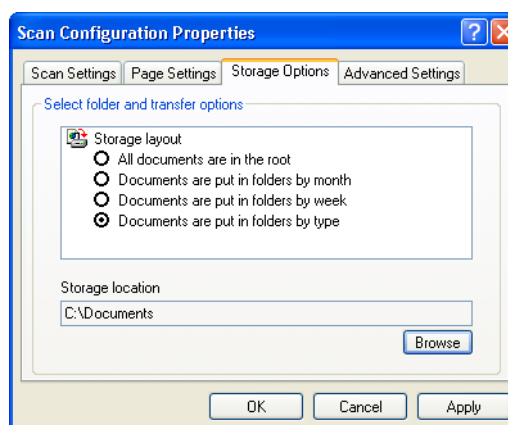 Scan Configuration Properties
Scan Settings Page Settings Storage Options Advanced Settings
Select folder and transfer options
Storage layout
All documents are in the root
Documents are put in folders by month
Documents are put in folders by week
Documents are put in folders by type
Storage location
C:\Documents
Browse
OK Cancel Apply